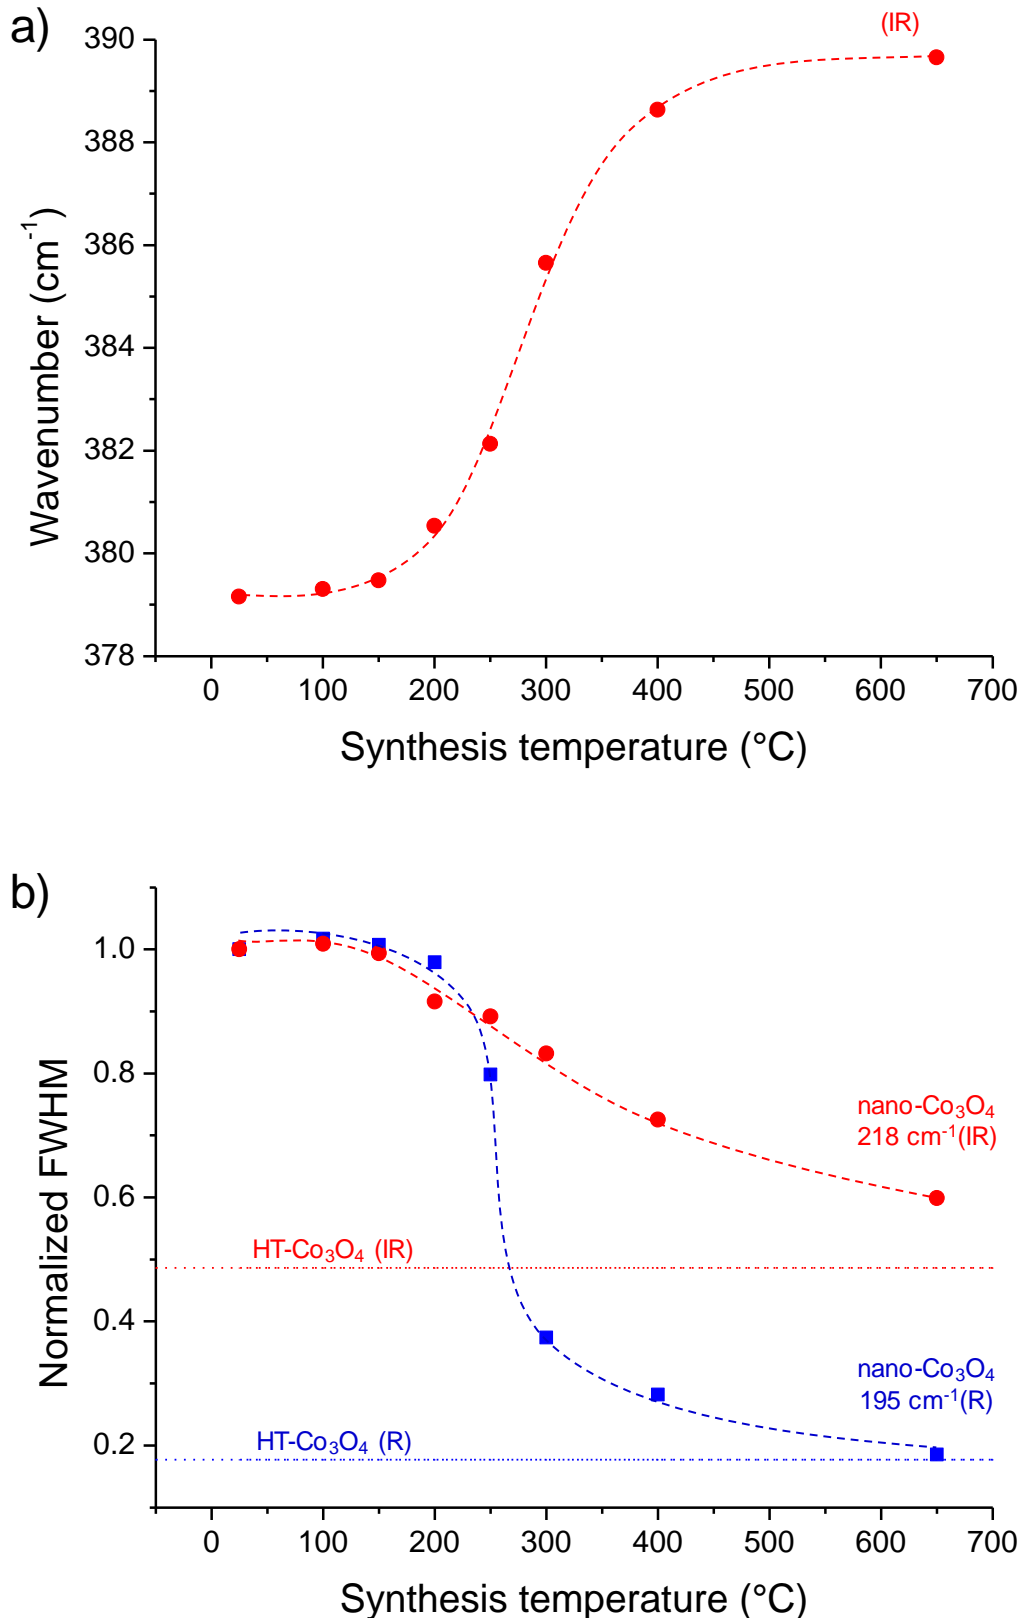 a)
(IR)
390
388
386
384
382
380
378
Wavenumber (cm⁻¹)
0 100 200 300 400 500 600 700
Synthesis temperature (°C)
b)
1.0
0.8
0.6
0.4
0.2
Normalized FWHM
nano-Co₃O₄
218 cm⁻¹(IR)
HT-Co₃O₄ (IR)
nano-Co₃O₄
195 cm⁻¹(R)
HT-Co₃O₄ (R)
0 100 200 300 400 500 600 700
Synthesis temperature (°C)